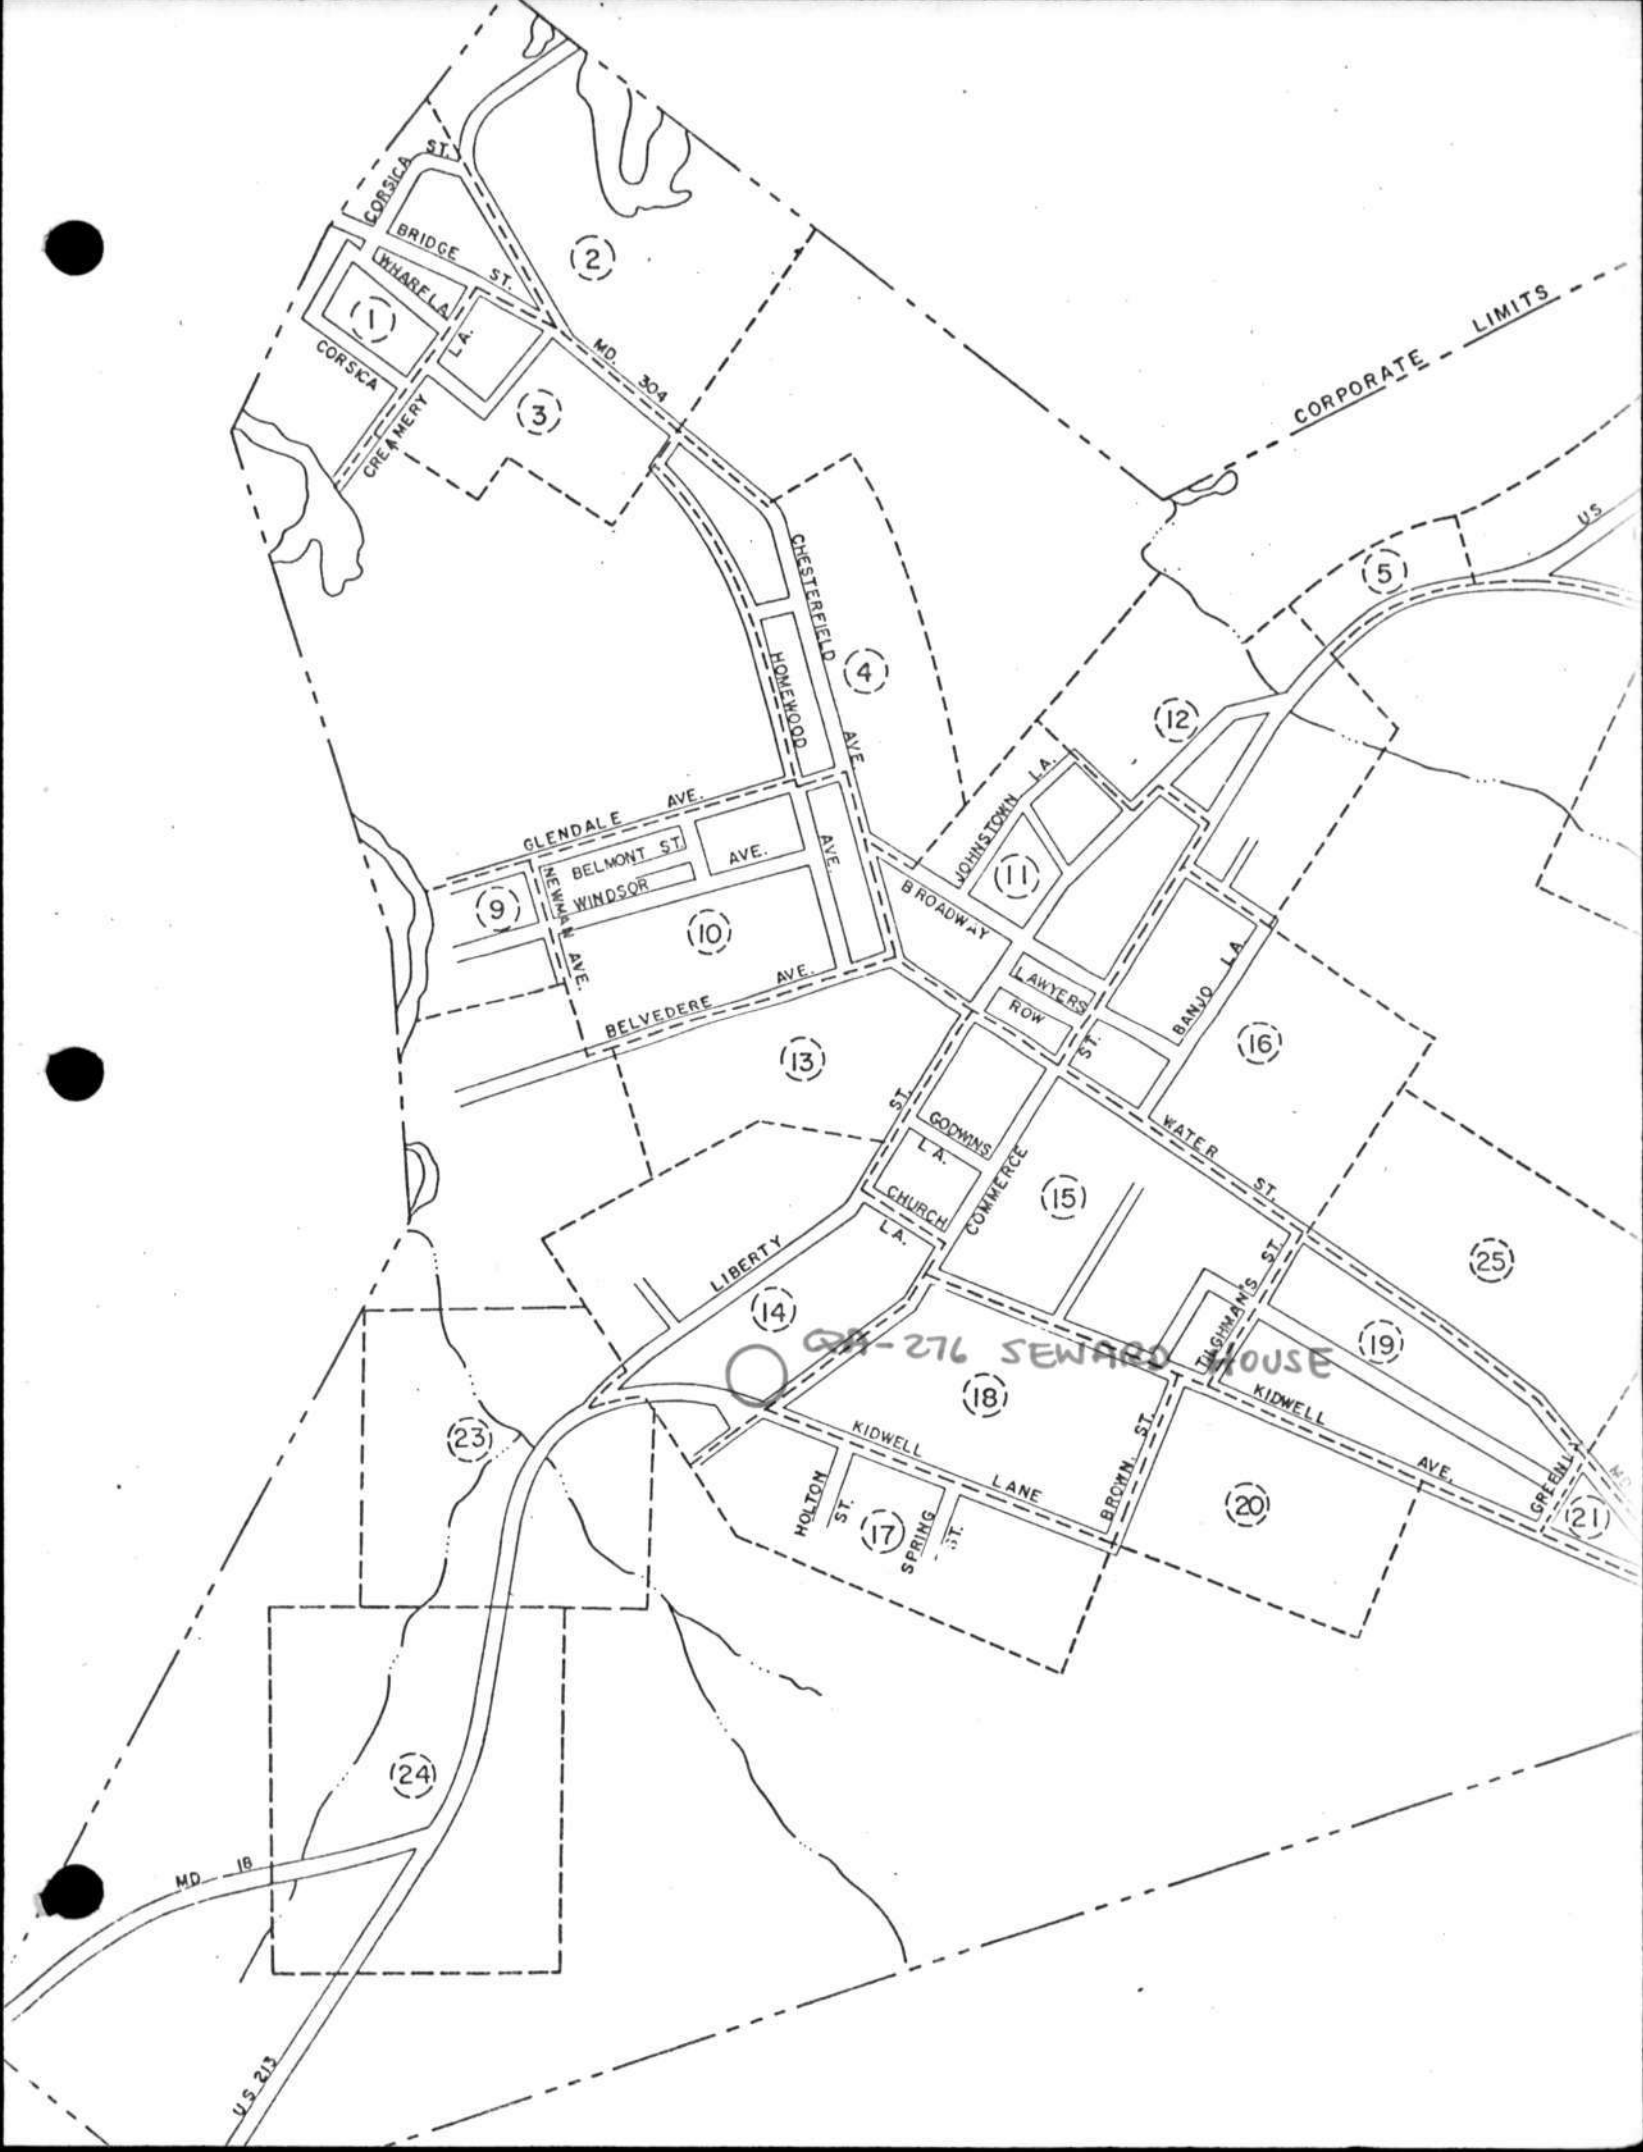 CORSICA ST.
BRIDGE ST.
WHARF LA.
1
2
CORSICA
LA.
CREAMERY
3
MD. 304
CORPORATE LIMITS
US
5
CHESTERFIELD
AVE.
HOMEWOOD
AVE.
4
12
JOHNSTOWN LA.
11
GLENDALE AVE.
BELMONT ST.
WINDSOR AVE.
NEWMAN AVE.
9
10
BROADWAY
LAWYERS
ROW
ST.
BANJO LA
16
BELVEDERE AVE.
13
ST.
GODWINS
LA.
CHURCH
LA.
COMMERCE
15
WATER ST.
25
LIBERTY
14
TILGHMAN'S ST.
19
QA-276 SEWARD HOUSE
18
KIDWELL
AVE.
23
KIDWELL
LANE
HOLTON
ST.
17
SPRING
ST.
BROWN ST.
20
GREEN
MD
21
24
MD 18
US 213